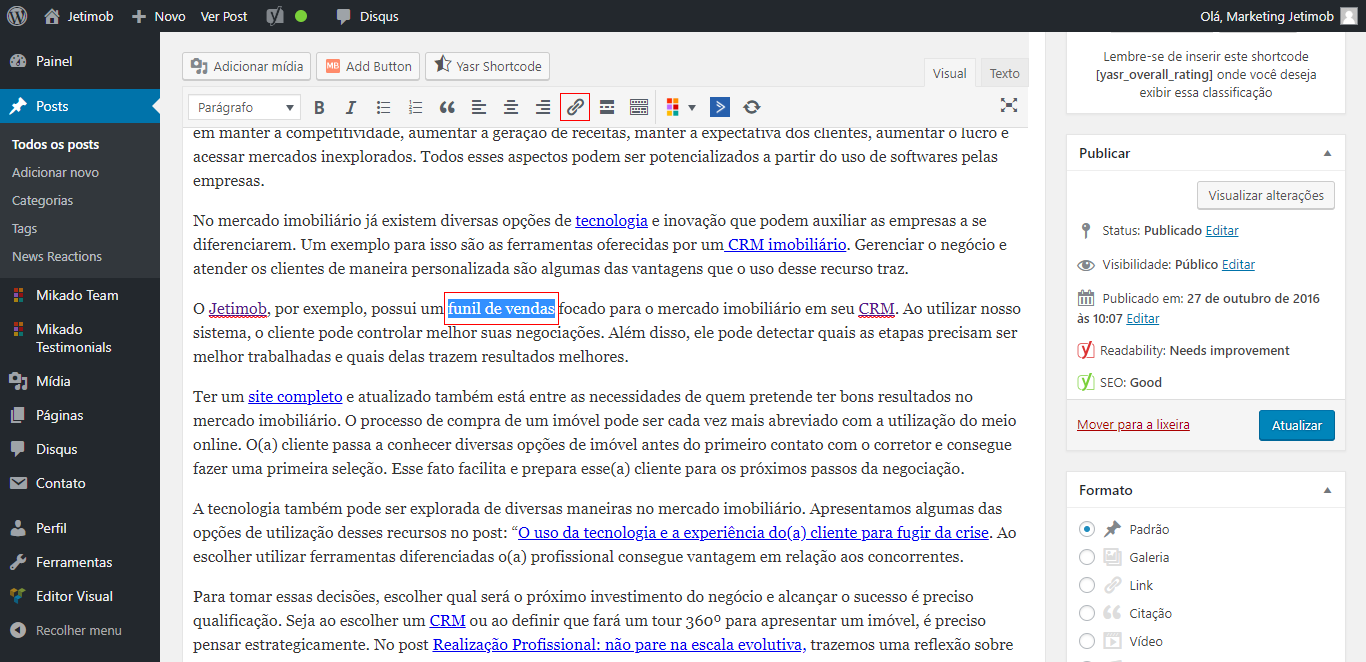 Jetimob
Novo
Ver Post
Disqus
Olá, Marketing Jetimob
Painel
Posts
Todos os posts
Adicionar novo
Categorias
Tags
News Reactions
Mikado Team
Mikado
Testimonials
Mídia
Páginas
Disqus
Contato
Perfil
Ferramentas
Editor Visual
Recolher menu
Adicionar mídia
MB Add Button
Yasr Shortcode
Visual
Texto
Parágrafo
B I
em manter a competitividade, aumentar a geração de receitas, manter a expectativa dos clientes, aumentar o lucro e
acessar mercados inexplorados. Todos esses aspectos podem ser potencializados a partir do uso de softwares pelas
empresas.
No mercado imobiliário já existem diversas opções de tecnologia e inovação que podem auxiliar as empresas a se
diferenciarem. Um exemplo para isso são as ferramentas oferecidas por um CRM imobiliário. Gerenciar o negócio e
atender os clientes de maneira personalizada são algumas das vantagens que o uso desse recurso traz.
O Jetimob, por exemplo, possui um funil de vendas focado para o mercado imobiliário em seu CRM. Ao utilizar nosso
sistema, o cliente pode controlar melhor suas negociações. Além disso, ele pode detectar quais as etapas precisam ser
melhor trabalhadas e quais delas trazem resultados melhores.
Ter um site completo e atualizado também está entre as necessidades de quem pretende ter bons resultados no
mercado imobiliário. O processo de compra de um imóvel pode ser cada vez mais abreviado com a utilização do meio
online. O(a) cliente passa a conhecer diversas opções de imóvel antes do primeiro contato com o corretor e consegue
fazer uma primeira seleção. Esse fato facilita e prepara esse(a) cliente para os próximos passos da negociação.
A tecnologia também pode ser explorada de diversas maneiras no mercado imobiliário. Apresentamos algumas das
opções de utilização desses recursos no post: “O uso da tecnologia e a experiência do(a) cliente para fugir da crise. Ao
escolher utilizar ferramentas diferenciadas o(a) profissional consegue vantagem em relação aos concorrentes.
Para tomar essas decisões, escolher qual será o próximo investimento do negócio e alcançar o sucesso é preciso
qualificação. Seja ao escolher um CRM ou ao definir que fará um tour 360º para apresentar um imóvel, é preciso
pensar estrategicamente. No post Realização Profissional: não pare na escala evolutiva, trazemos uma reflexão sobre
Lembre-se de inserir este shortcode
[yasr_overall_rating] onde você deseja
exibir essa classificação
Publicar
Visualizar alterações
Status: Publicado Editar
Visibilidade: Público Editar
Publicado em: 27 de outubro de 2016
às 10:07 Editar
Readability: Needs improvement
SEO: Good
Mover para a lixeira
Atualizar
Formato
Padrão
Galeria
Link
Citação
Vídeo